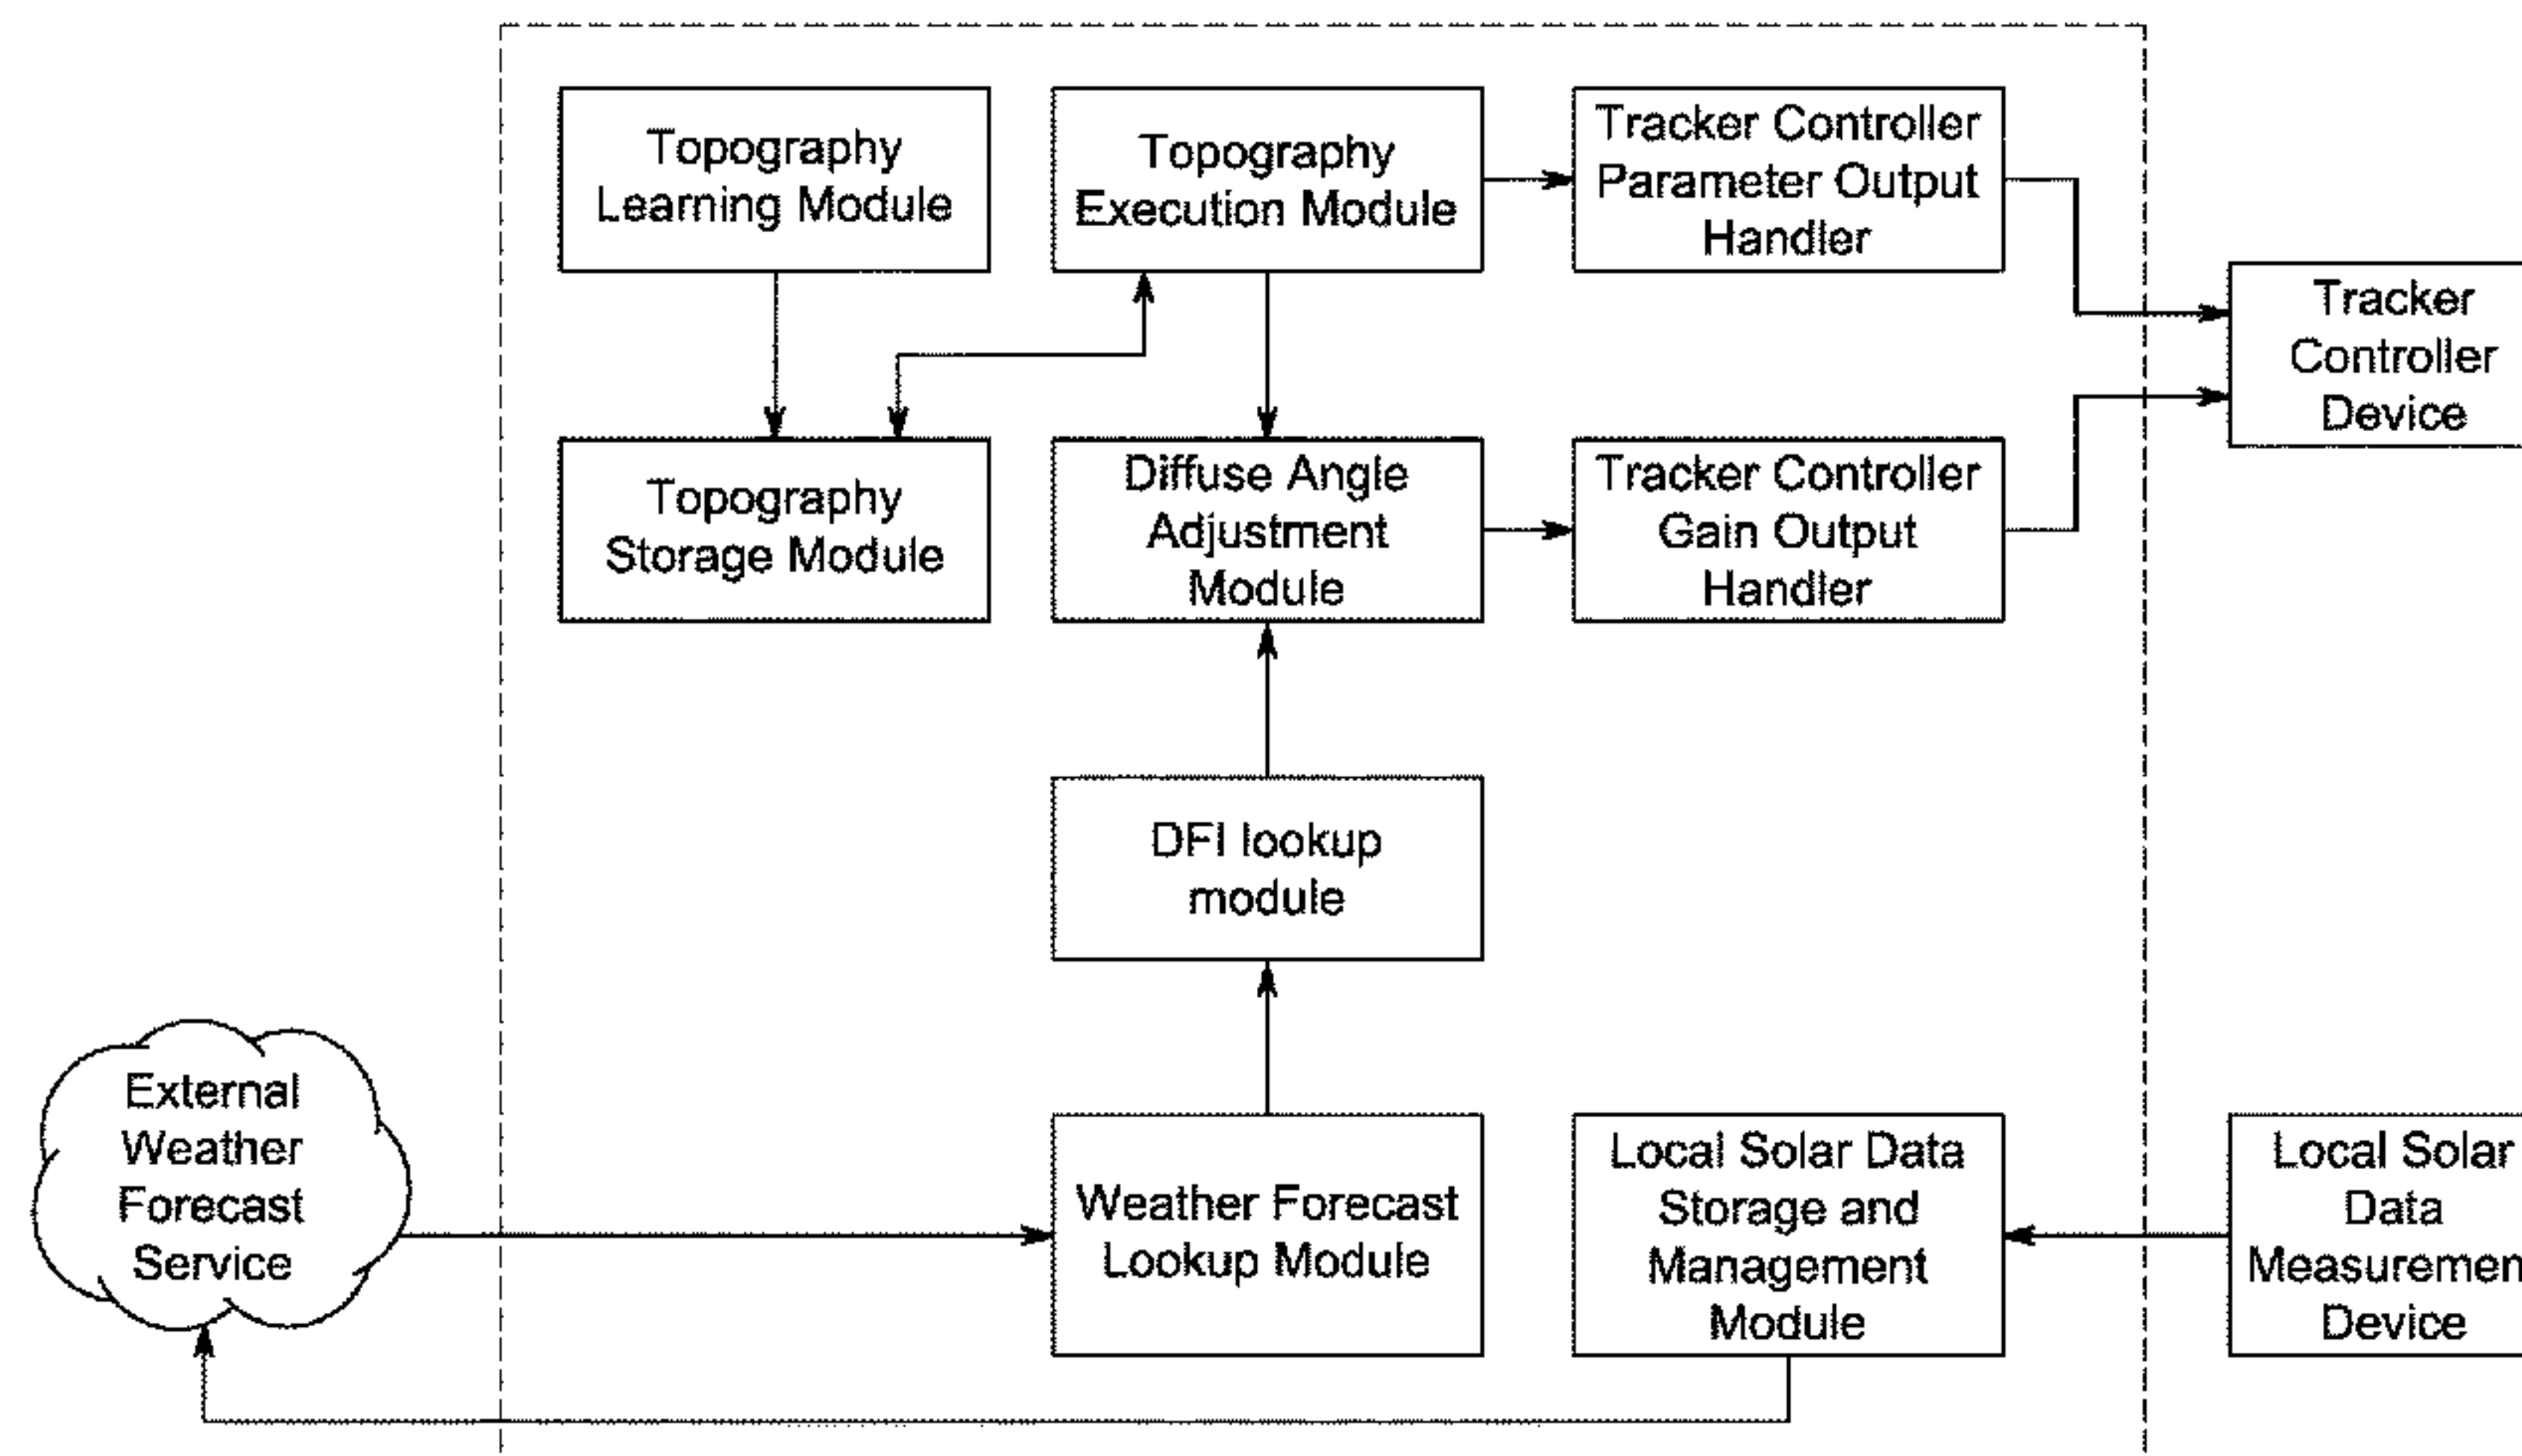 Topography
Learning Module
Topography
Execution Module
Tracker Controller
Parameter Output
Handler
Tracker
Controller
Device
Topography
Storage Module
Diffuse Angle
Adjustment
Module
Tracker Controller
Gain Output
Handler
DFI lookup
module
External
Weather
Forecast
Service
Weather Forecast
Lookup Module
Local Solar Data
Storage and
Management
Module
Local Solar
Data
Measuremen
Device